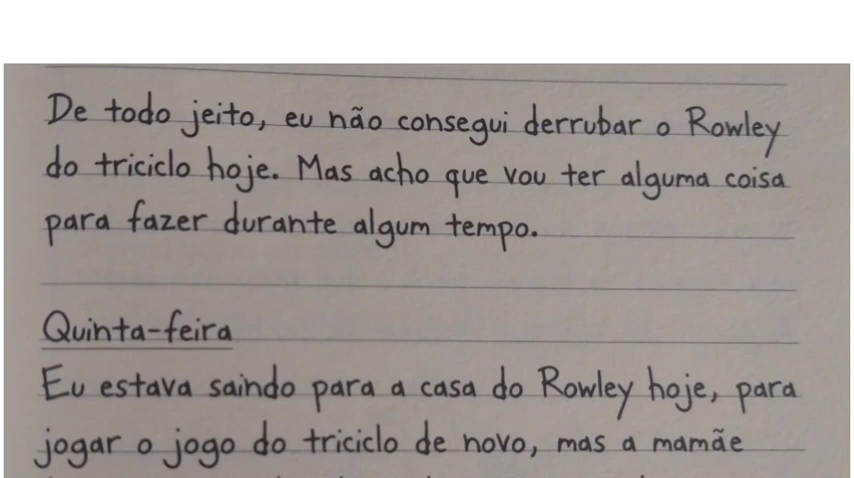 De todo jeito, eu não consegui derrubar o Rowley
do triciclo hoje. Mas acho que vou ter alguma coisa
para fazer durante algum tempo.
Quinta-feira
Eu estava saindo para a casa do Rowley hoje, para
jogar o jogo do triciclo de novo, mas a mamãe